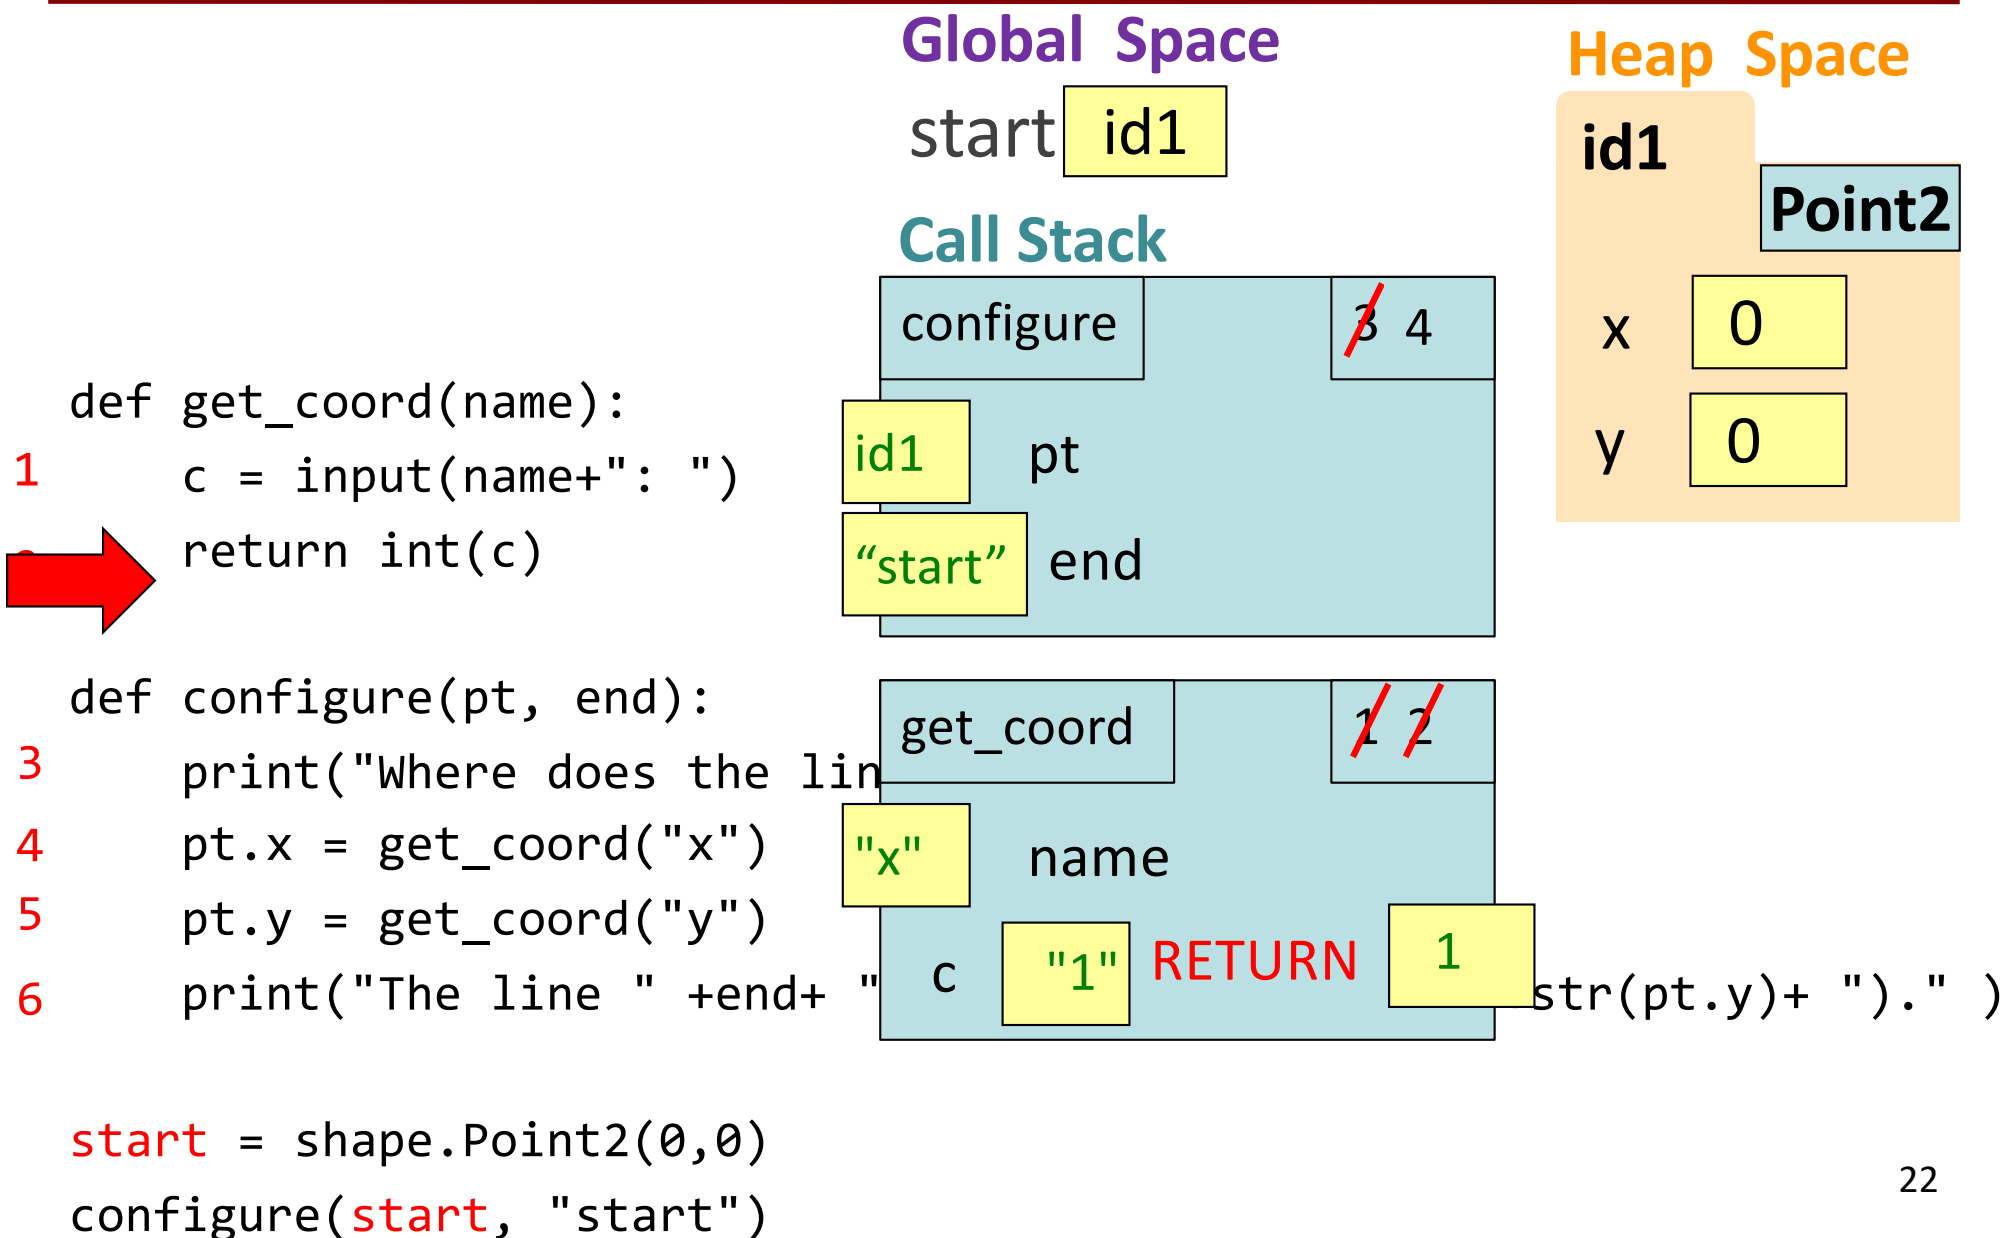 Global Space
start id1
Heap Space
id1
Point2
x 0
y 0
Call Stack
configure 3 4
id1 pt
“start” end
get_coord 1 2
"x" name
c "1" RETURN 1
def get_coord(name):
1 c = input(name+": ")
return int(c)
def configure(pt, end):
3 print("Where does the lin
4 pt.x = get_coord("x")
5 pt.y = get_coord("y")
6 print("The line " +end+ " str(pt.y)+ ")." )
start = shape.Point2(0,0)
configure(start, "start")
22